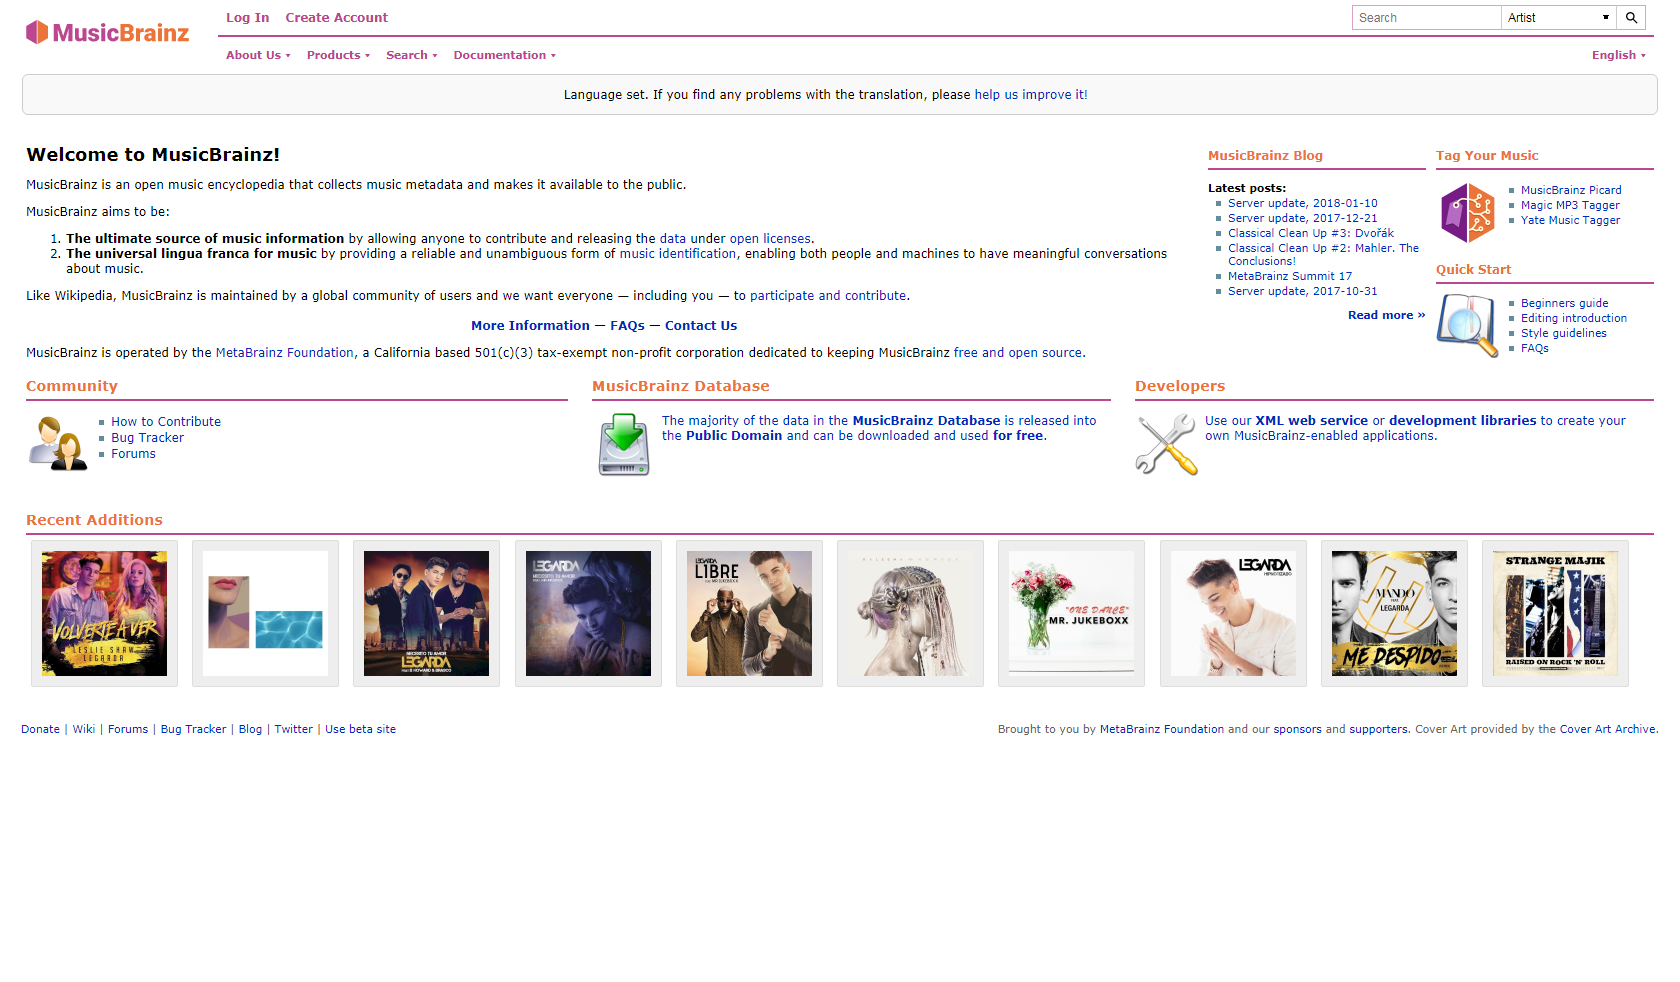 MusicBrainz
Log In Create Account
Search Artist
About Us Products Search Documentation
English
Language set. If you find any problems with the translation, please help us improve it!
Welcome to MusicBrainz!
MusicBrainz is an open music encyclopedia that collects music metadata and makes it available to the public.
MusicBrainz aims to be:
1. The ultimate source of music information by allowing anyone to contribute and releasing the data under open licenses.
2. The universal lingua franca for music by providing a reliable and unambiguous form of music identification, enabling both people and machines to have meaningful conversations
about music.
Like Wikipedia, MusicBrainz is maintained by a global community of users and we want everyone — including you — to participate and contribute.
More Information — FAQs — Contact Us
MusicBrainz is operated by the MetaBrainz Foundation, a California based 501(c)(3) tax-exempt non-profit corporation dedicated to keeping MusicBrainz free and open source.
MusicBrainz Blog
Latest posts:
Server update, 2018-01-10
Server update, 2017-12-21
Classical Clean Up #3: Dvořák
Classical Clean Up #2: Mahler. The
Conclusions!
MetaBrainz Summit 17
Server update, 2017-10-31
Read more »
Tag Your Music
MusicBrainz Picard
Magic MP3 Tagger
Yate Music Tagger
Quick Start
Beginners guide
Editing introduction
Style guidelines
FAQs
Community
How to Contribute
Bug Tracker
Forums
MusicBrainz Database
The majority of the data in the MusicBrainz Database is released into
the Public Domain and can be downloaded and used for free.
Developers
Use our XML web service or development libraries to create your
own MusicBrainz-enabled applications.
Recent Additions
VOLVERTE A VER
LESLIE SHAW
LEGARDA
LEGARDA
LEGARDA
NECESITO TU AMOR
LEGARDA
L1BRE
"ONE DANCE"
MR. JUKEBOXX
LEGARDA
HIPNOTIZADO
MANDO
FEAT.
LEGARDA
ME DESPIDO
STRANGE MAJIK
RAISED ON ROCK 'N' ROLL
Donate | Wiki | Forums | Bug Tracker | Blog | Twitter | Use beta site
Brought to you by MetaBrainz Foundation and our sponsors and supporters. Cover Art provided by the Cover Art Archive.